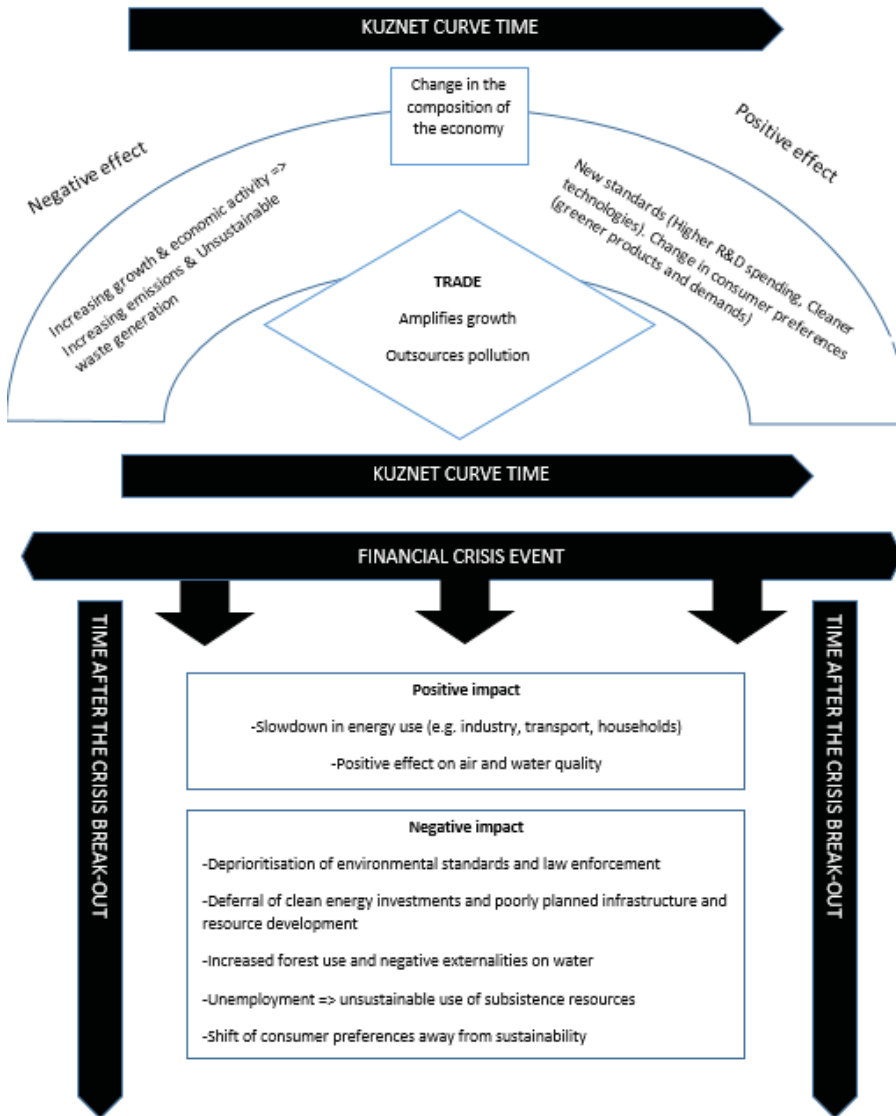 KUZNET CURVE TIME
Change in the
composition of
the economy
Negative effect
Positive effect
Increasing growth & economic activity =>
Increasing emissions & Unsustainable
waste generation
New standards (Higher R&D spending, Cleaner
technologies). Change in consumer preferences
(greener products and demands)
TRADE
Amplifies growth
Outsources pollution
KUZNET CURVE TIME
FINANCIAL CRISIS EVENT
TIME AFTER THE CRISIS BREAK-OUT
Positive impact
-Slowdown in energy use (e.g. industry, transport, households)
-Positive effect on air and water quality
Negative impact
-Deprioritisation of environmental standards and law enforcement
-Deferral of clean energy investments and poorly planned infrastructure and
resource development
-Increased forest use and negative externalities on water
-Unemployment => unsustainable use of subsistence resources
-Shift of consumer preferences away from sustainability
TIME AFTER THE CRISIS BREAK-OUT